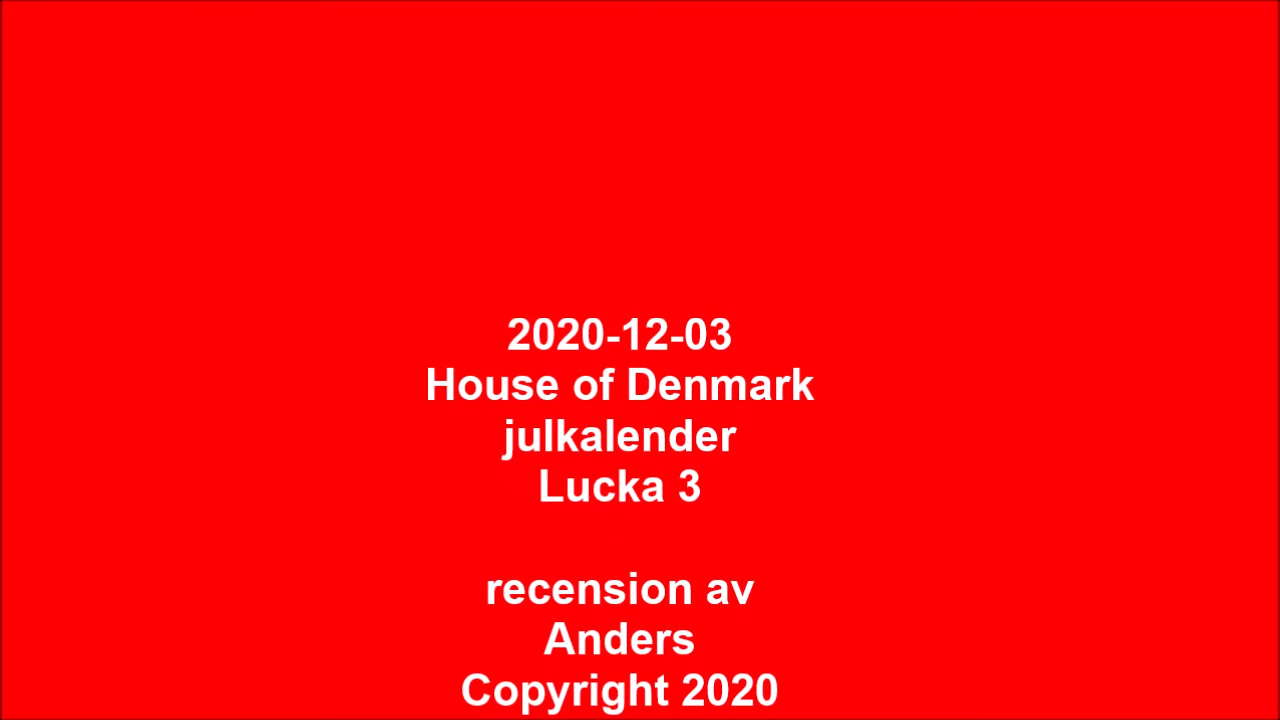 2020-12-03
House of Denmark
julkalender
Lucka 3
recension av
Anders
Copyright 2020